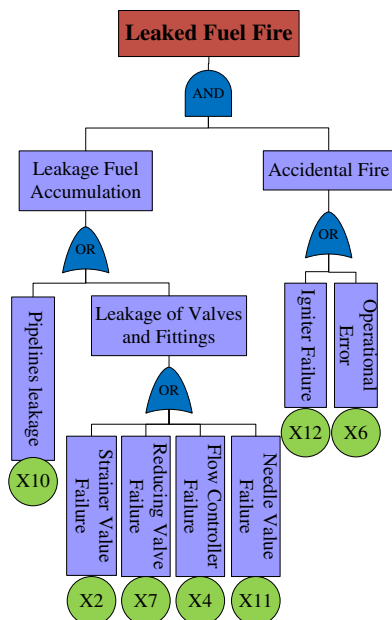 Leaked Fuel Fire
AND
Leakage Fuel
Accumulation
Accidental Fire
OR
OR
Pipelines leakage
Leakage of Valves
and Fittings
Igniter Failure
Operational
Error
OR
X12
X6
X10
Strainer Value
Failure
Reducing Valve
Failure
Flow Controller
Failure
Needle Value
Failure
X2
X7
X4
X11